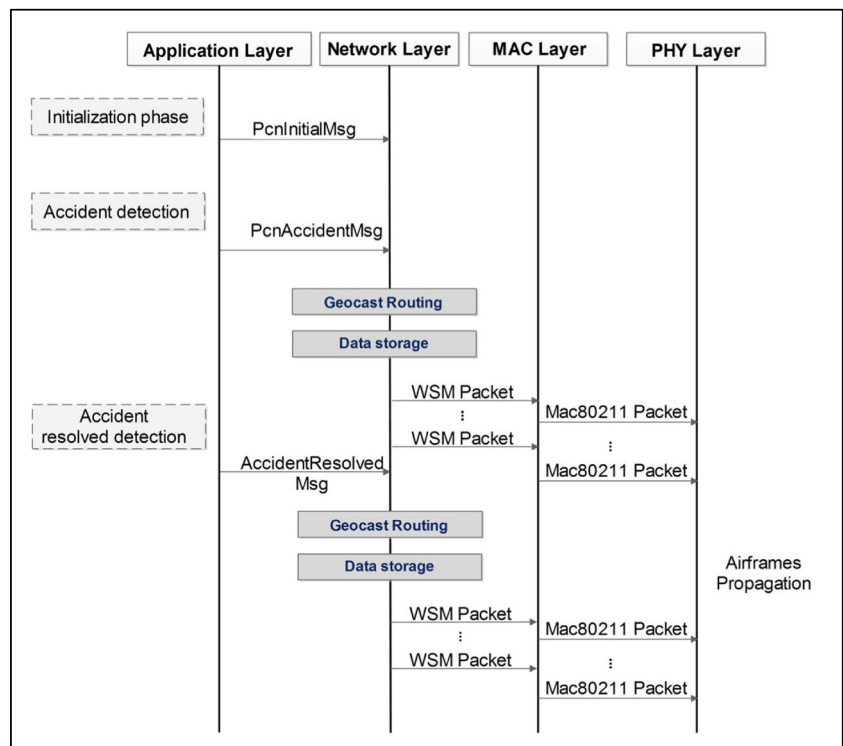 Application Layer
Network Layer
MAC Layer
PHY Layer
Initialization phase
PcnInitialMsg
Accident detection
PcnAccidentMsg
Geocast Routing
Data storage
WSM Packet
Mac80211 Packet
Accident
resolved detection
WSM Packet
AccidentResolved
Msg
Mac80211 Packet
Geocast Routing
Data storage
Airframes
Propagation
WSM Packet
Mac80211 Packet
WSM Packet
Mac80211 Packet